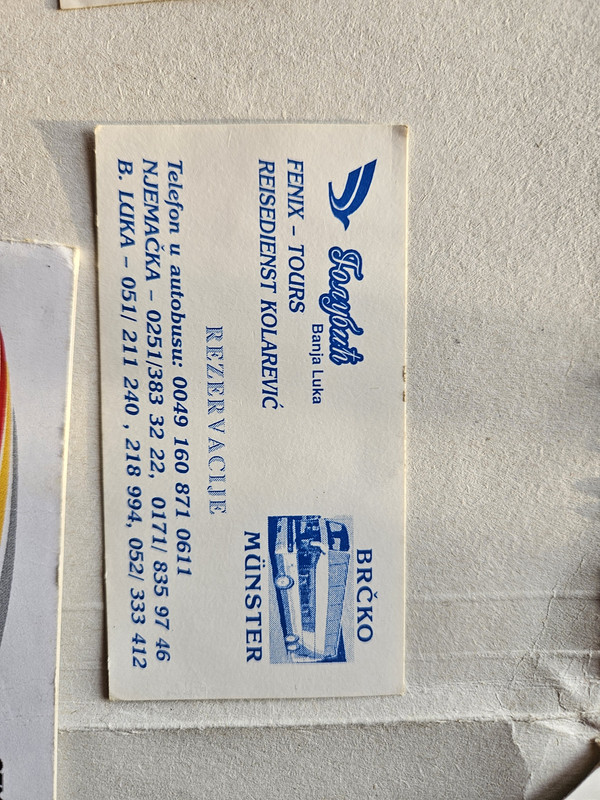 Голубић
Banja Luka
FENIX – TOURS
REISEDIENST KOLAREVIĆ
BRČKO
MÜNSTER
REZERVACIJE
Telefon u autobusu: 0049 160 871 0611
NJEMAČKA – 0251/383 32 22, 0171/ 835 97 46
B. LUKA – 051/ 211 240 , 218 994, 052/ 333 412